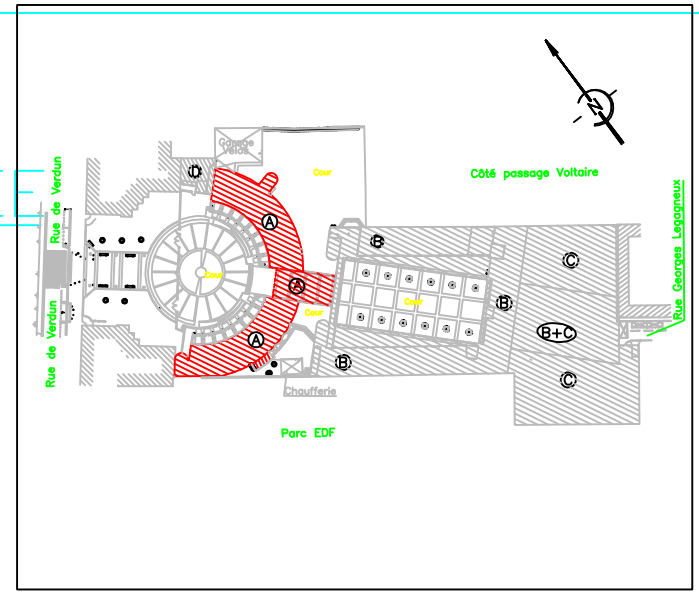 N
Garage
Vélos
Cour
Côté passage Voltaire
Rue de Verdun
D
A
B
C
Rue Georges Legagneux
Cour
A
Cour
B
Cour
B+C
Rue de Verdun
A
B
C
Chaufferie
Parc EDF